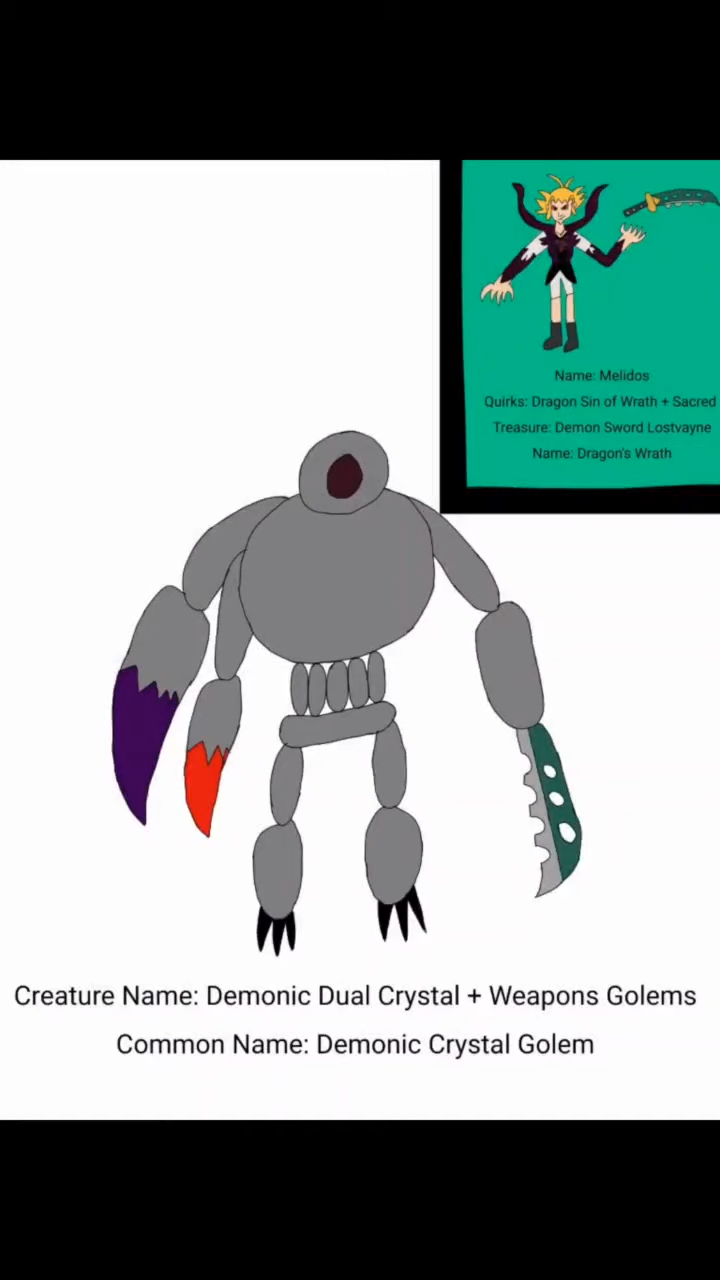 Name: Melidos
Quirks: Dragon Sin of Wrath + Sacred
Treasure: Demon Sword Lostvayne
Name: Dragon's Wrath
Creature Name: Demonic Dual Crystal + Weapons Golems
Common Name: Demonic Crystal Golem